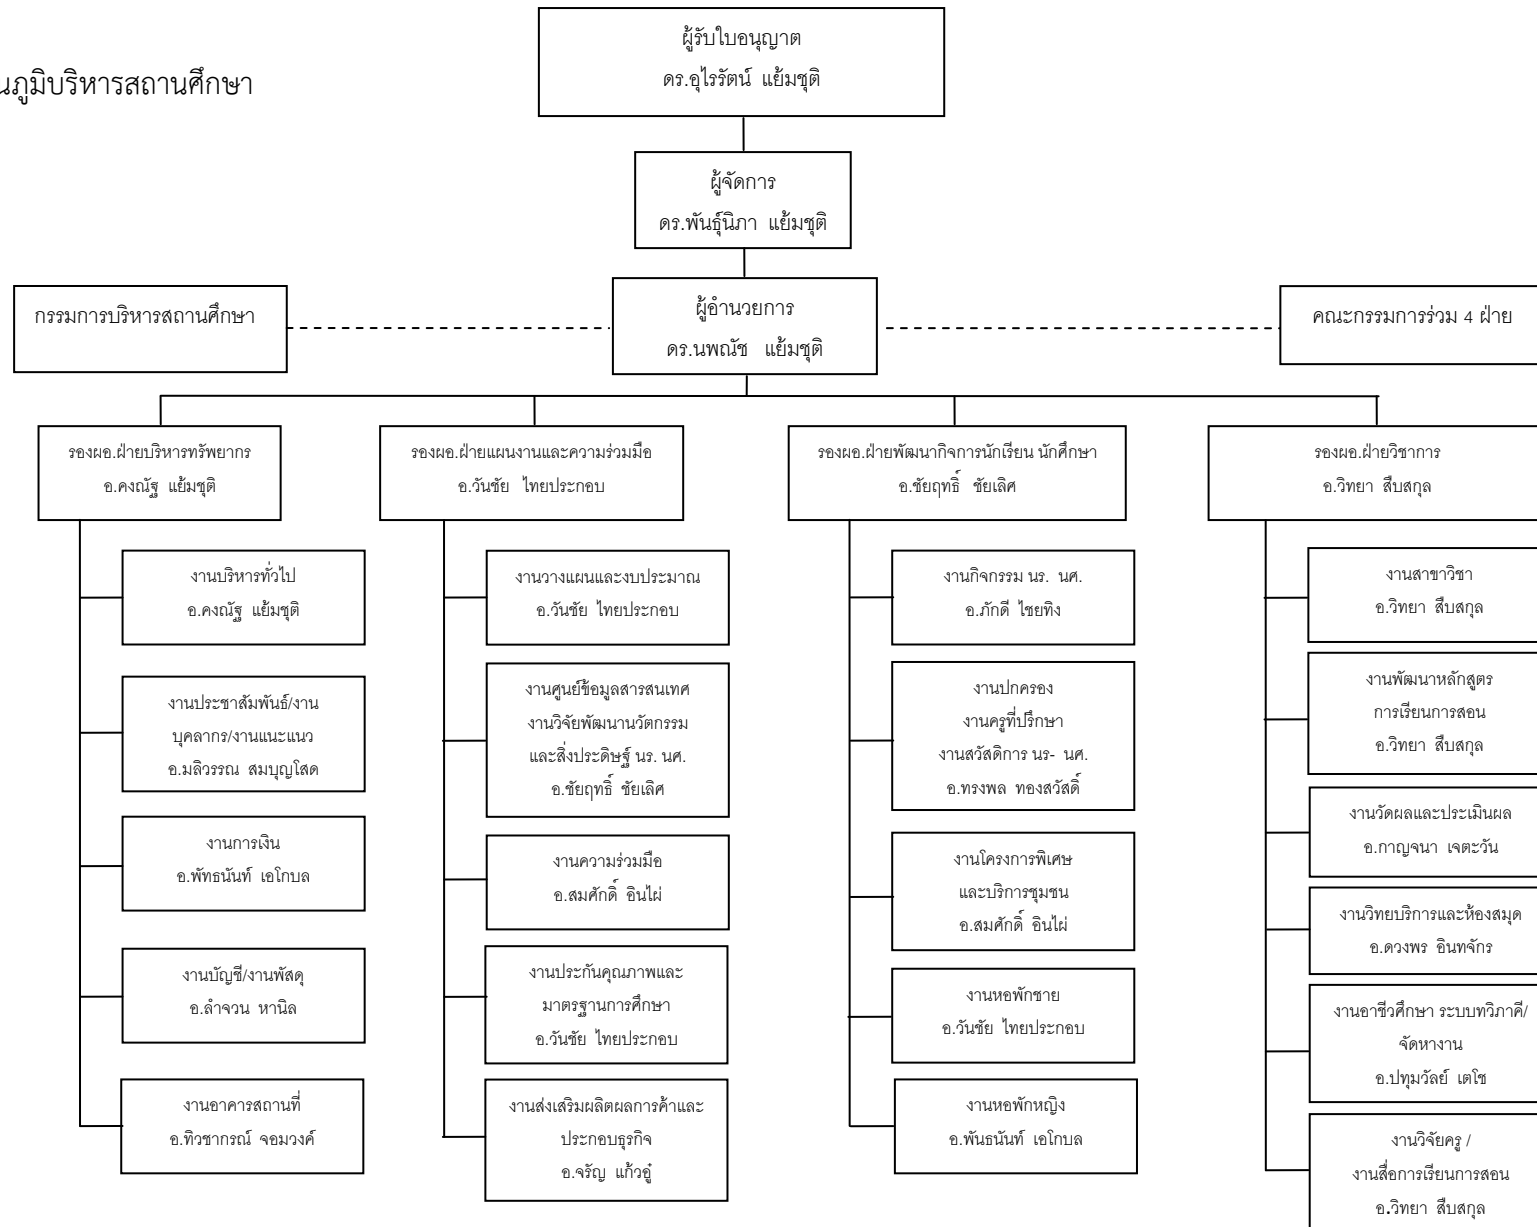 ผู้รับใบอนุญาต
ดร.อุไรรัตน์ แย้มชุติ
นภูมิบริหารสถานศึกษา
ผู้จัดการ
ดร.พันธุ์นิภา แย้มชุติ
กรรมการบริหารสถานศึกษา
ผู้อำนวยการ
ดร.นพณัช แย้มชุติ
คณะกรรมการร่วม 4 ฝ่าย
รองผอ.ฝ่ายบริหารทรัพยากร
อ.คงณัฐ แย้มชุติ
รองผอ.ฝ่ายแผนงานและความร่วมมือ
อ.วันชัย ไทยประกอบ
รองผอ.ฝ่ายพัฒนากิจการนักเรียน นักศึกษา
อ.ชัยฤทธิ์ ชัยเลิศ
รองผอ.ฝ่ายวิชาการ
อ.วิทยา สืบสกุล
งานบริหารทั่วไป
อ.คงณัฐ แย้มชุติ
งานประชาสัมพันธ์/งาน
บุคลากร/งานแนะแนว
อ.มลิวรรณ สมบุญโสด
งานการเงิน
อ.พัทธนันท์ เอโกบล
งานบัญชี/งานพัสดุ
อ.ลำจวน หานิล
งานอาคารสถานที่
อ.ทิวชากรณ์ จอมวงค์
งานวางแผนและงบประมาณ
อ.วันชัย ไทยประกอบ
งานศูนย์ข้อมูลสารสนเทศ
งานวิจัยพัฒนานวัตกรรม
และสิ่งประดิษฐ์ นร. นศ.
อ.ชัยฤทธิ์ ชัยเลิศ
งานความร่วมมือ
อ.สมศักดิ์ อินไผ่
งานประกันคุณภาพและ
มาตรฐานการศึกษา
อ.วันชัย ไทยประกอบ
งานส่งเสริมผลิตผลการค้าและ
ประกอบธุรกิจ
อ.จรัญ แก้วอู๋
งานกิจกรรม นร. นศ.
อ.ภักดี ไชยทิง
งานปกครอง
งานครูที่ปรึกษา
งานสวัสดิการ นร- นศ.
อ.ทรงพล ทองสวัสดิ์
งานโครงการพิเศษ
และบริการชุมชน
อ.สมศักดิ์ อินไผ่
งานหอพักชาย
อ.วันชัย ไทยประกอบ
งานหอพักหญิง
อ.พันธนันท์ เอโกบล
งานสาขาวิชา
อ.วิทยา สืบสกุล
งานพัฒนาหลักสูตร
การเรียนการสอน
อ.วิทยา สืบสกุล
งานวัดผลและประเมินผล
อ.กาญจนา เจตะวัน
งานวิทยบริการและห้องสมุด
อ.ดวงพร อินทจักร
งานอาชีวศึกษา ระบบทวิภาคี/
จัดหางาน
อ.ปทุมวัลย์ เตโช
งานวิจัยครู /
งานสื่อการเรียนการสอน
อ.วิทยา สืบสกุล